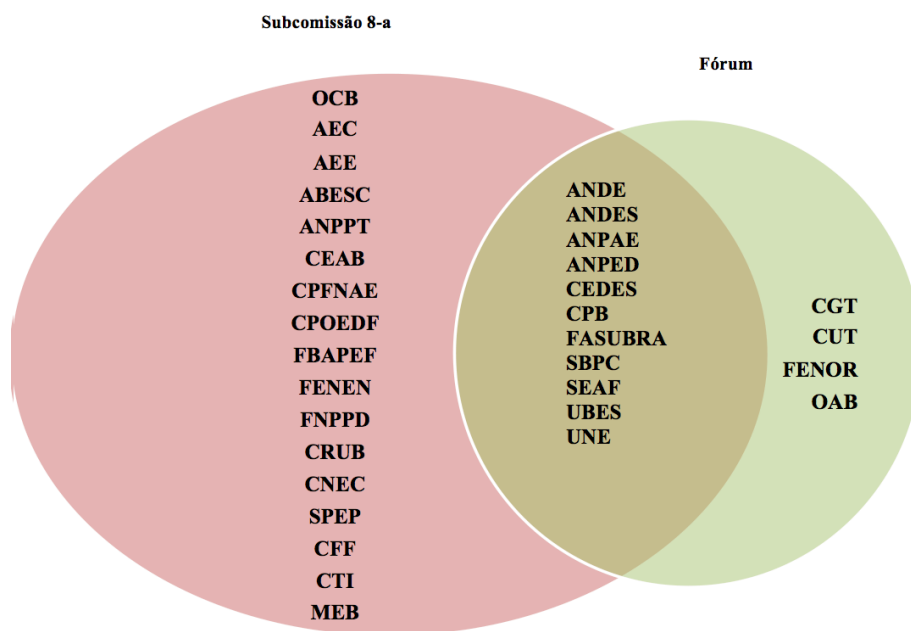 Subcomissão 8-a
Fórum
OCB
AEC
AEE
ABESC
ANPPT
CEAB
CPFNAE
CPOEDF
FBAPEF
FENEN
FNPPD
CRUB
CNEC
SPEP
CFF
CTI
MEB
ANDE
ANDES
ANPAE
ANPED
CEDES
CPB
FASUBRA
SBPC
SEAF
UBES
UNE
CGT
CUT
FENOR
OAB